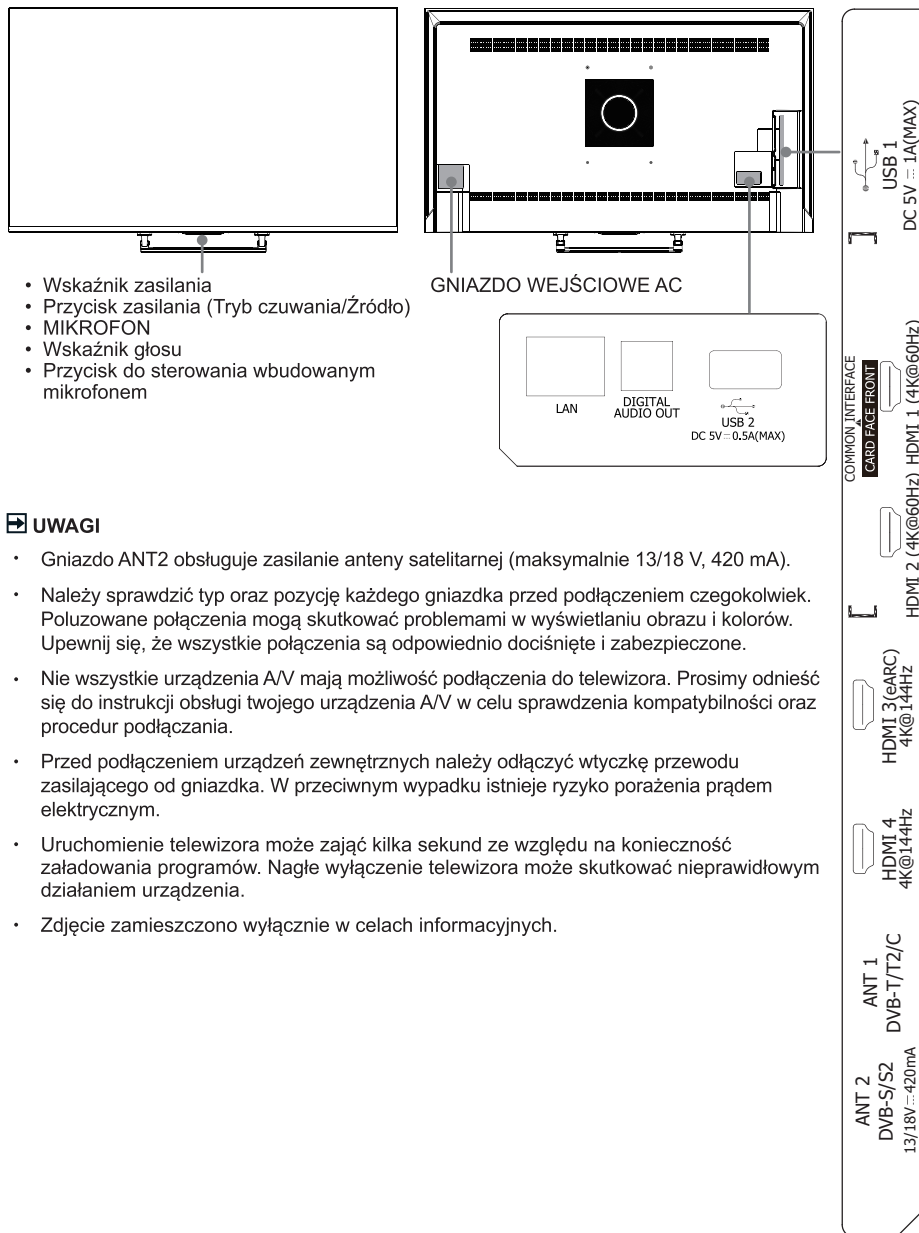 • Wskaźnik zasilania
• Przycisk zasilania (Tryb czuwania/Źródło)
• MIKROFON
• Wskaźnik głosu
• Przycisk do sterowania wbudowanym
mikrofonem
GNIAZDO WEJŚCIOWE AC
LAN
DIGITAL
AUDIO OUT
USB 2
DC 5V⎓0.5A(MAX)
USB 1
DC 5V⎓1A(MAX)
COMMON INTERFACE
CARD FACE FRONT
HDMI 1 (4K@60Hz)
HDMI 2 (4K@60Hz)
HDMI 3(eARC)
4K@144Hz
HDMI 4
4K@144Hz
ANT 1
DVB-T/T2/C
ANT 2
DVB-S/S2
13/18V⎓420mA
UWAGI
• Gniazdo ANT2 obsługuje zasilanie anteny satelitarnej (maksymalnie 13/18 V, 420 mA).
• Należy sprawdzić typ oraz pozycję każdego gniazdka przed podłączeniem czegokolwiek.
Poluzowane połączenia mogą skutkować problemami w wyświetlaniu obrazu i kolorów.
Upewnij się, że wszystkie połączenia są odpowiednio dociśnięte i zabezpieczone.
• Nie wszystkie urządzenia A/V mają możliwość podłączenia do telewizora. Prosimy odnieść
się do instrukcji obsługi twojego urządzenia A/V w celu sprawdzenia kompatybilności oraz
procedur podłączania.
• Przed podłączeniem urządzeń zewnętrznych należy odłączyć wtyczkę przewodu
zasilającego od gniazdka. W przeciwnym wypadku istnieje ryzyko porażenia prądem
elektrycznym.
• Uruchomienie telewizora może zająć kilka sekund ze względu na konieczność
załadowania programów. Nagłe wyłączenie telewizora może skutkować nieprawidłowym
działaniem urządzenia.
• Zdjęcie zamieszczono wyłącznie w celach informacyjnych.